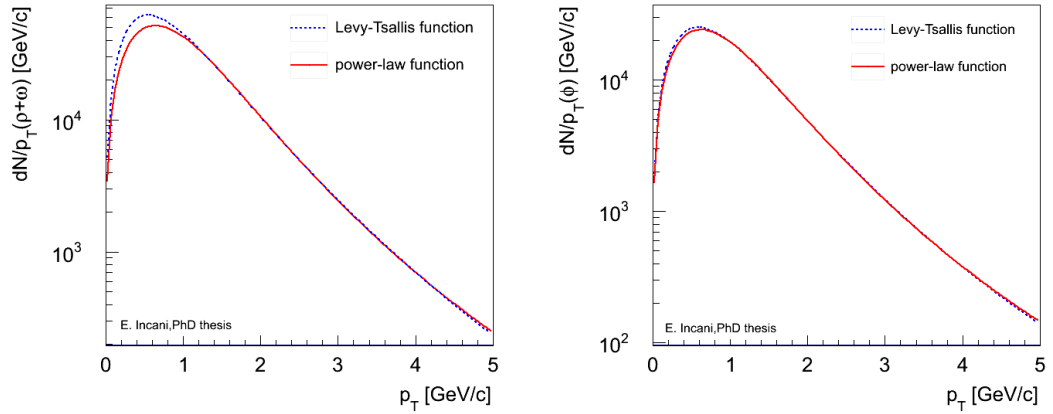 dN/p_T(ρ+ω) [GeV/c]
Levy-Tsallis function
power-law function
10^4
10^3
E. Incani,PhD thesis
0 1 2 3 4 5
p_T [GeV/c]
dN/p_T(ϕ) [GeV/c]
Levy-Tsallis function
power-law function
10^4
10^3
10^2
E. Incani,PhD thesis
0 1 2 3 4 5
p_T [GeV/c]